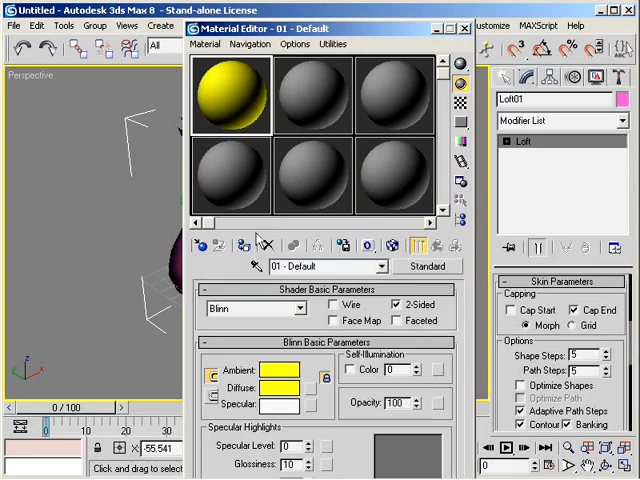 Untitled - Autodesk 3ds Max 8 - Stand-alone License
File Edit Tools Group
Customize MAXScript Help
All
Perspective
Material Editor - 01 - Default
Material Navigation Options Utilities
01 - Default Standard
Shader Basic Parameters
Blinn Wire 2-Sided
Face Map Faceted
Blinn Basic Parameters
Self-Illumination
Ambient: Color 0
Diffuse:
Specular: Opacity: 100
Specular Highlights
Specular Level: 0
Glossiness: 10
Loft01
Modifier List
Loft
Skin Parameters
Capping
Cap Start Cap End
Morph Grid
Options
Shape Steps: 5
Path Steps: 5
Optimize Shapes
Optimize Path
Adaptive Path Steps
Contour Banking
0 / 100
0 10
-55.541
Click and drag to select
0
z
x